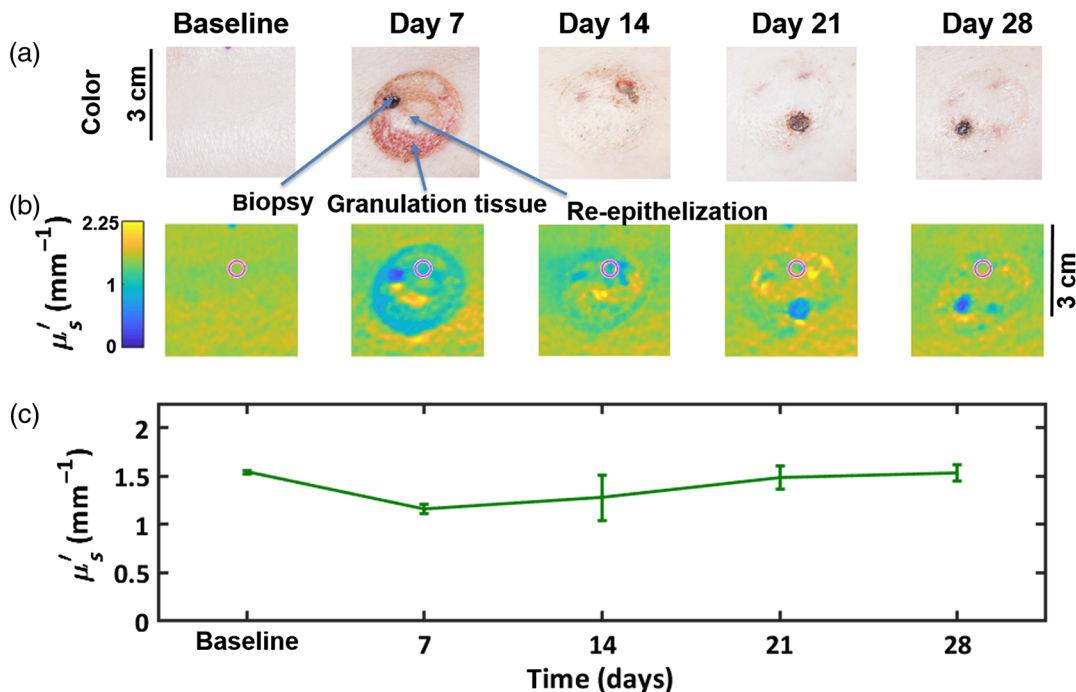 Baseline Day 7 Day 14 Day 21 Day 28
(a)
Color
3 cm
Biopsy Granulation tissue Re-epithelization
(b)
μs′ (mm−1)
2.25
1
0
3 cm
(c)
μs′ (mm−1)
2
1.5
1
0.5
0
Baseline 7 14 21 28
Time (days)